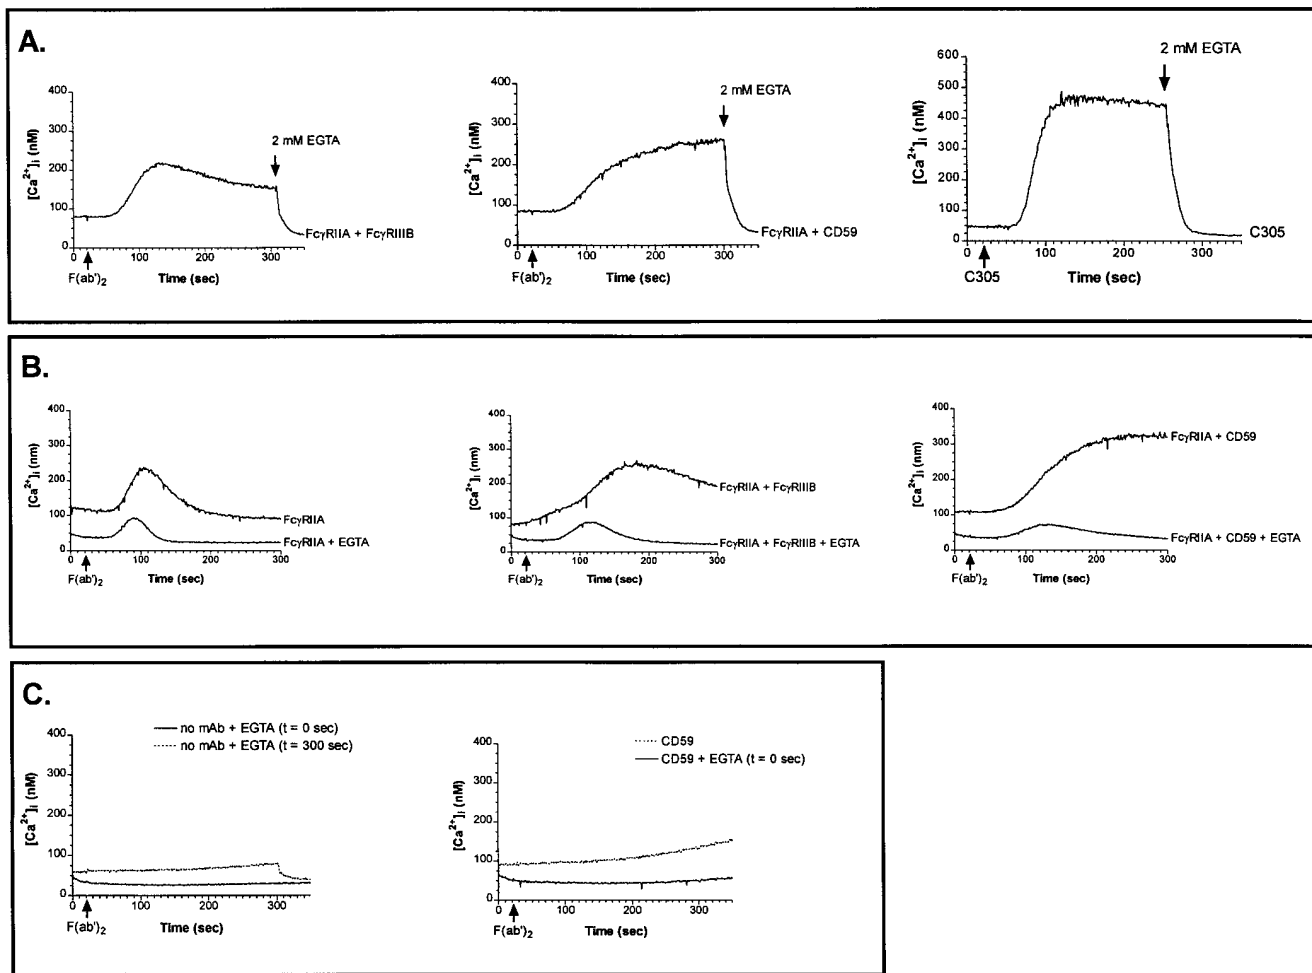 A.
[Ca2+]i (nM)
400
300
200
100
0
0 100 200 300
2 mM EGTA
FcγRIIA + FcγRIIIB
F(ab')2
Time (sec)
[Ca2+]i (nM)
400
300
200
100
0
0 100 200 300
2 mM EGTA
FcγRIIA + CD59
F(ab')2
Time (sec)
[Ca2+]i (nM)
600
500
400
300
200
100
0
0 100 200 300
2 mM EGTA
C305
C305
Time (sec)
B.
[Ca2+]i (nm)
400
300
200
100
0
0 100 200 300
FcγRIIA
FcγRIIA + EGTA
F(ab')2
Time (sec)
[Ca2+]i (nM)
400
300
200
100
0
0 100 200 300
FcγRIIA + FcγRIIIB
FcγRIIA + FcγRIIIB + EGTA
F(ab')2
Time (sec)
[Ca2+]i (nM)
400
300
200
100
0
0 100 200 300
FcγRIIA + CD59
FcγRIIA + CD59 + EGTA
F(ab')2
Time (sec)
C.
no mAb + EGTA (t = 0 sec)
no mAb + EGTA (t = 300 sec)
[Ca2+]i (nM)
400
300
200
100
0
0 100 200 300
F(ab')2
Time (sec)
CD59
CD59 + EGTA (t = 0 sec)
[Ca2+]i (nM)
400
300
200
100
0
0 100 200 300
F(ab')2
Time (sec)